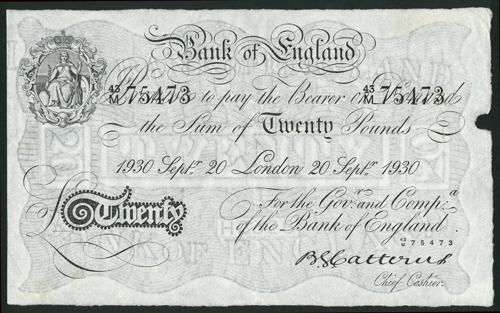 Bank of England
43/M 75473 43/M 75473
Promise to pay the Bearer on Demand
the Sum of Twenty Pounds
1930 Septr. 20 London 20 Septr. 1930
For the Govr. and Compa.
Twenty
of the Bank of England.
43/M 75473
B.G. Catterns
Chief Cashier.